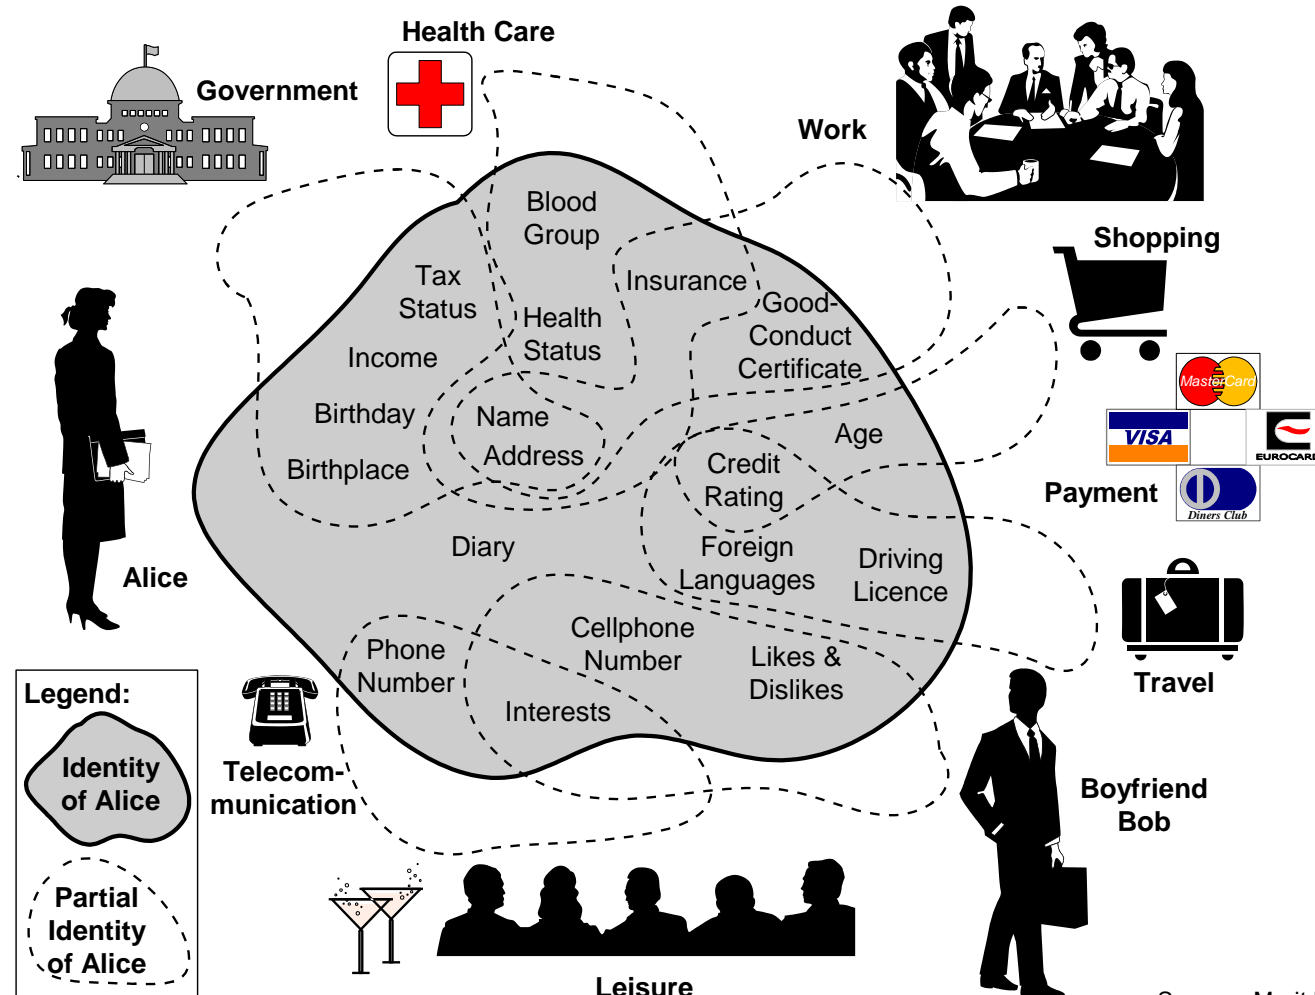 Health Care
Government
Work
Shopping
MasterCard
VISA
EUROCARD
Payment
Diners Club
Blood
Group
Tax
Status
Insurance
Health
Status
Good-
Conduct
Certificate
Income
Birthday
Name
Address
Birthplace
Age
Credit
Rating
Diary
Foreign
Languages
Driving
Licence
Alice
Cellphone
Number
Phone
Number
Likes &
Dislikes
Interests
Travel
Legend:
Identity
of Alice
Partial
Identity
of Alice
Telecom-
munication
Boyfriend
Bob
Leisure